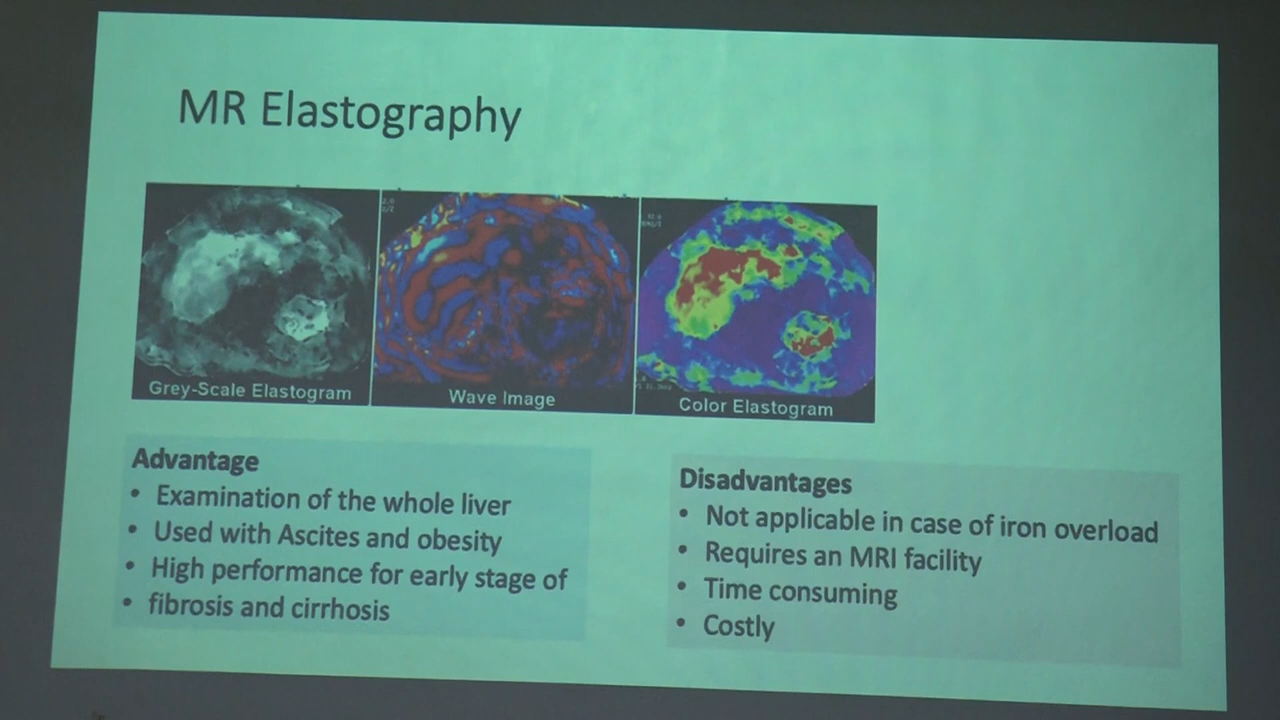 MR Elastography
Grey-Scale Elastogram
Wave Image
Color Elastogram
Advantage
• Examination of the whole liver
• Used with Ascites and obesity
• High performance for early stage of
• fibrosis and cirrhosis
Disadvantages
• Not applicable in case of iron overload
• Requires an MRI facility
• Time consuming
• Costly